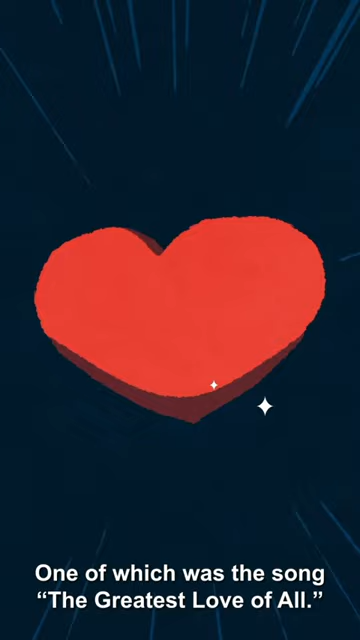 One of which was the song
“The Greatest Love of All.”